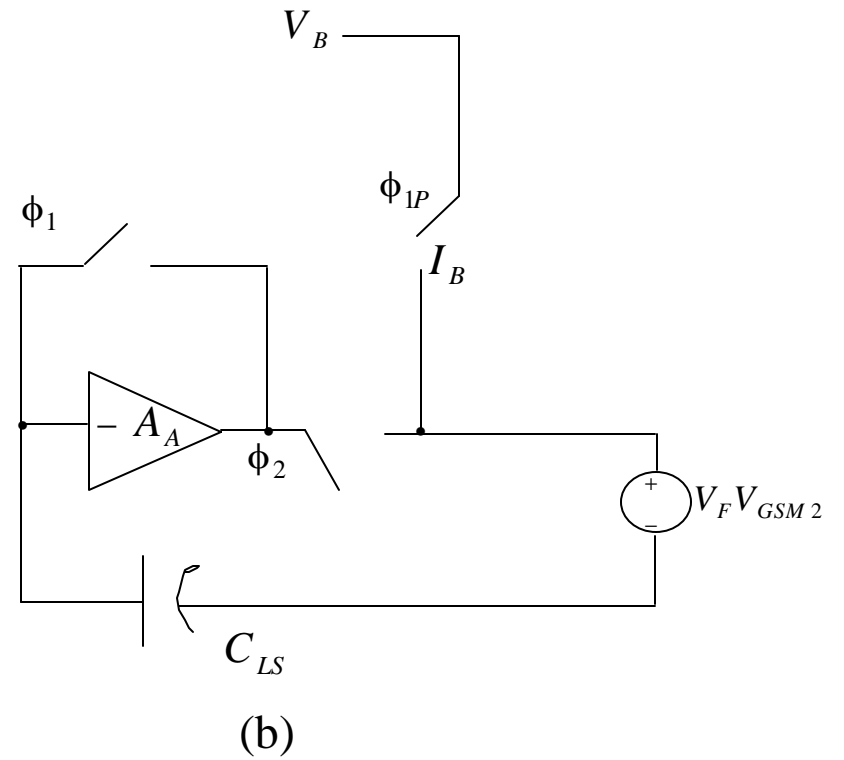 V_B
ϕ_1P
ϕ_1
I_B
− A_A
ϕ_2
+
V_F V_GSM 2
−
C_LS
(b)